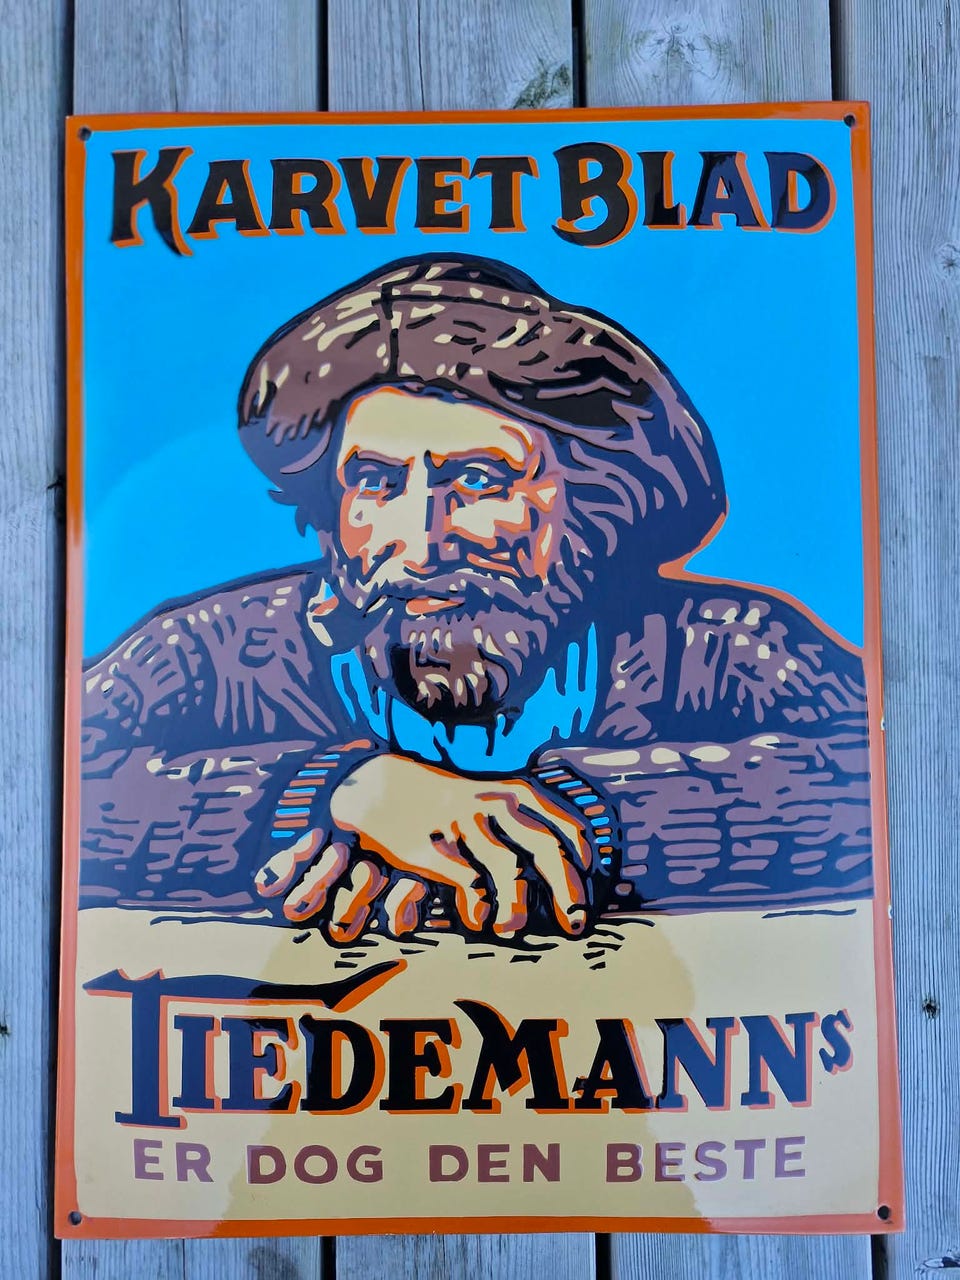 KARVET BLAD
TIEDEMANNS
ER DOG DEN BESTE